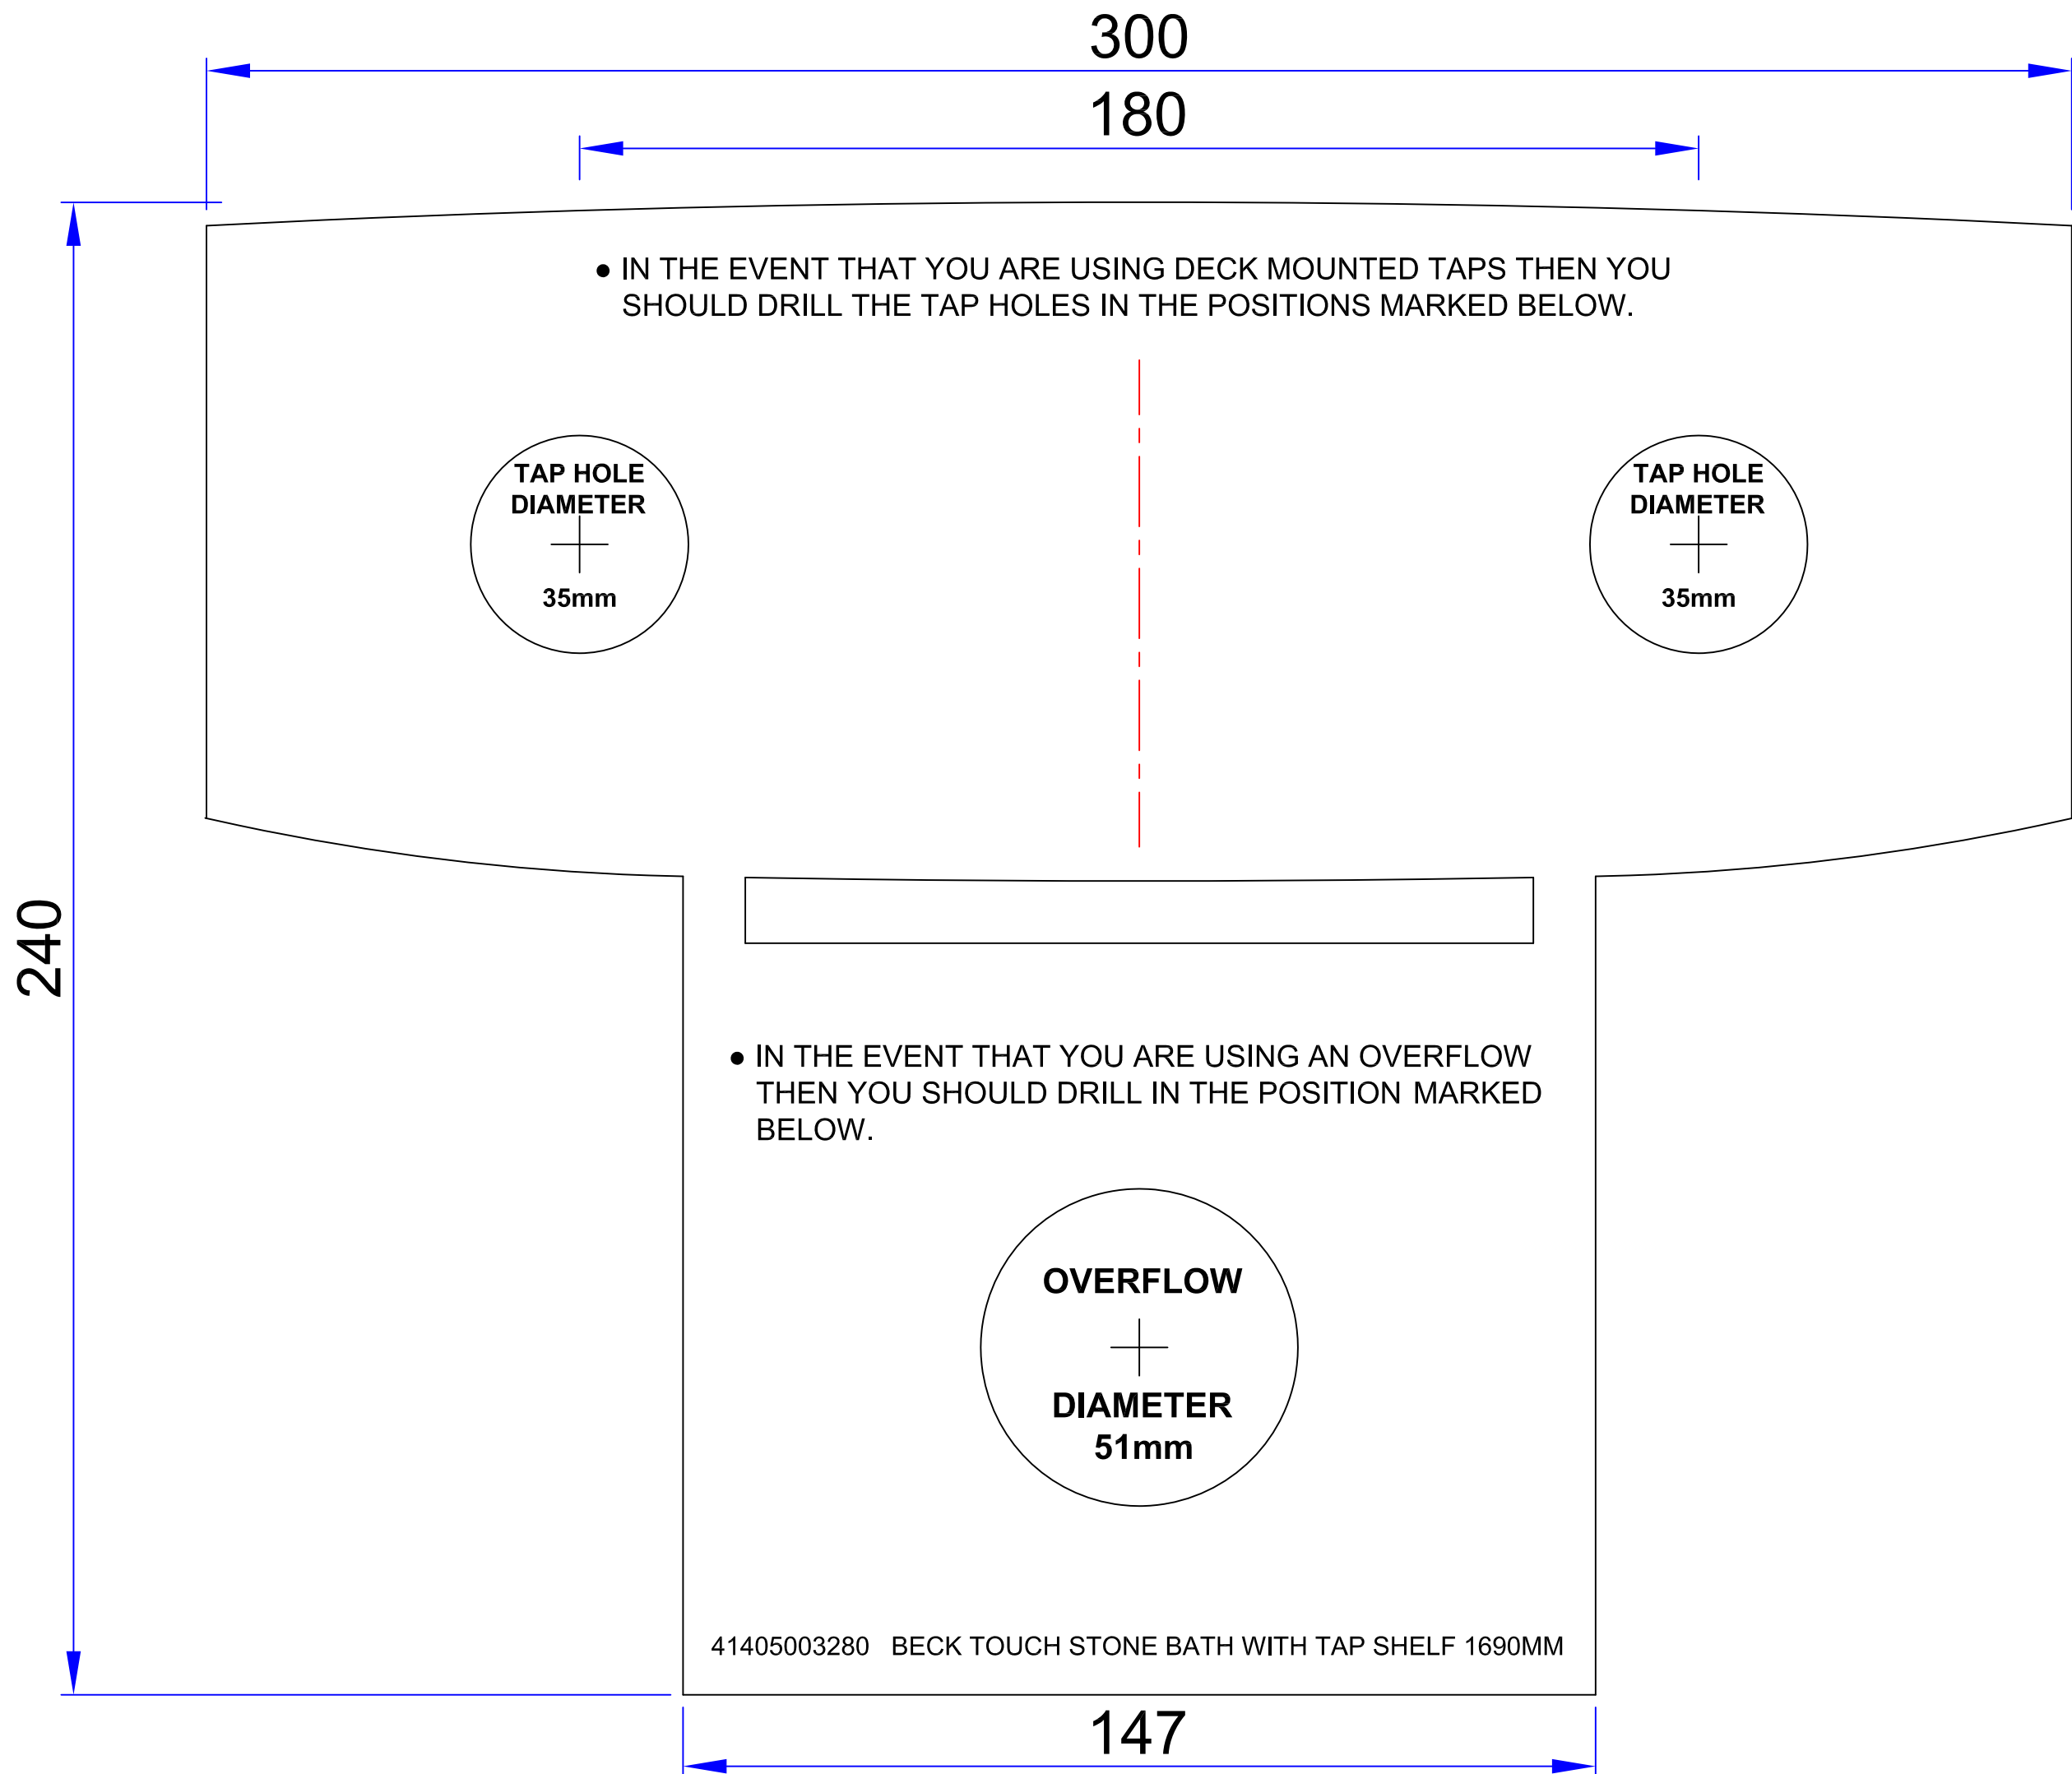 300
180
● IN THE EVENT THAT YOU ARE USING DECK MOUNTED TAPS THEN YOU
SHOULD DRILL THE TAP HOLES IN THE POSITIONS MARKED BELOW.
TAP HOLE
DIAMETER
35mm
TAP HOLE
DIAMETER
35mm
240
● IN THE EVENT THAT YOU ARE USING AN OVERFLOW
THEN YOU SHOULD DRILL IN THE POSITION MARKED
BELOW.
OVERFLOW
DIAMETER
51mm
41405003280 BECK TOUCH STONE BATH WITH TAP SHELF 1690MM
147